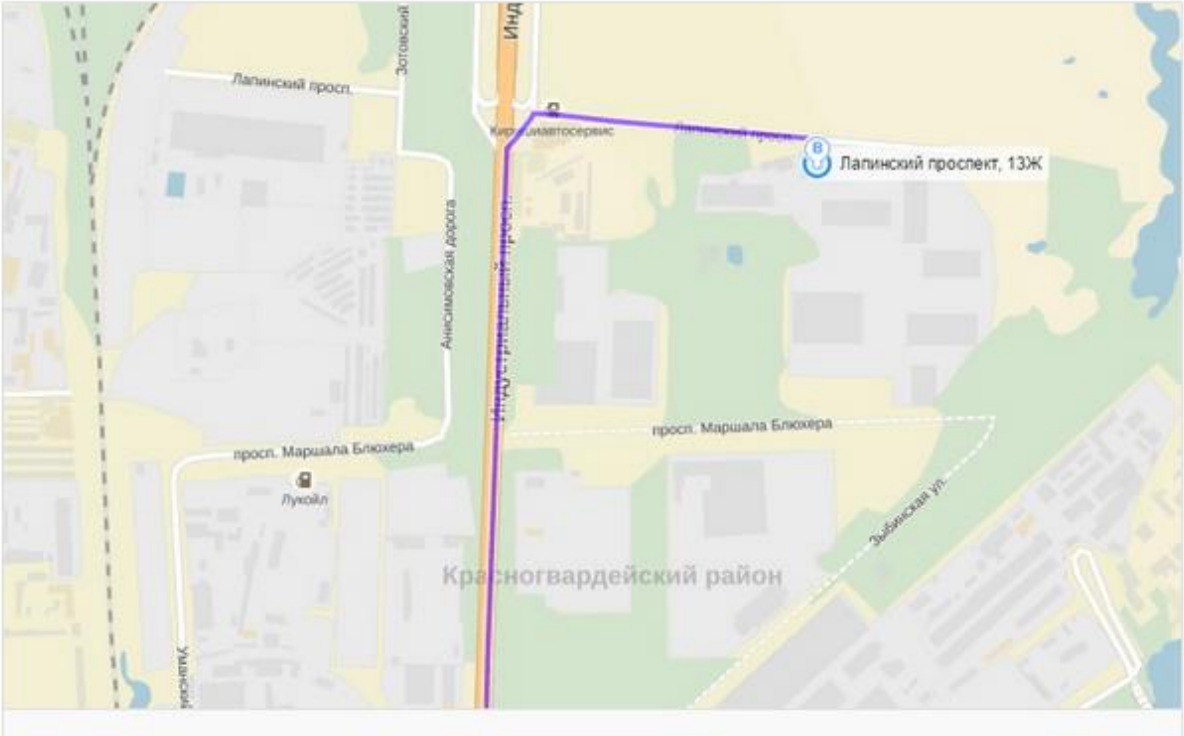 Зотовский
Инд
Лапинский просп.
Лапинский просп.
В
Лапинский проспект, 13Ж
Анисимовская дорога
Индустриальный просп.
просп. Маршала Блюхера
просп. Маршала Блюхера
Лукойл
Зыбинская ул.
Красногвардейский район
Уманский